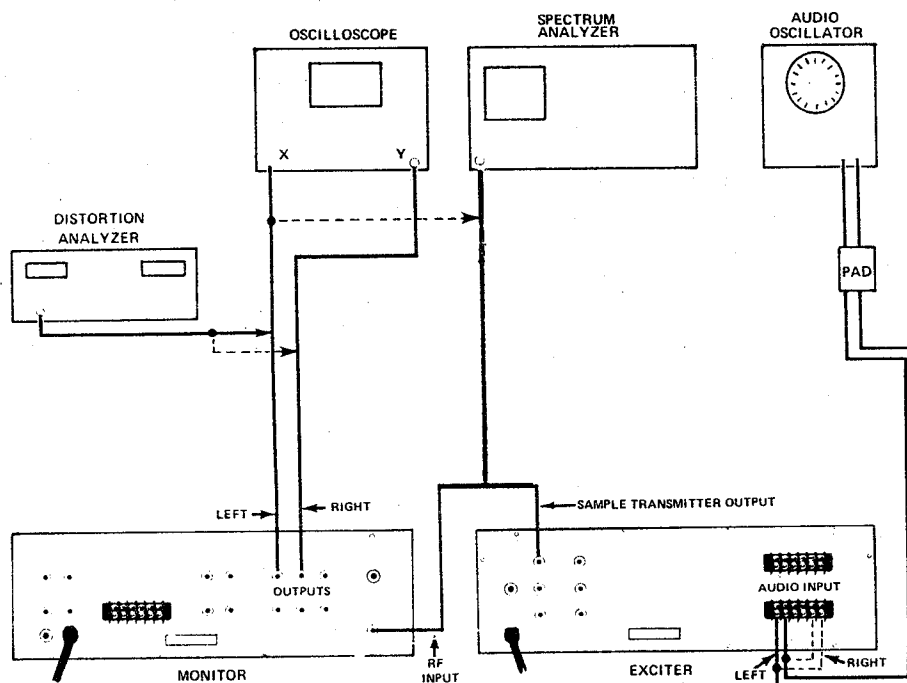 OSCILLOSCOPE
SPECTRUM
ANALYZER
AUDIO
OSCILLATOR
X
Y
DISTORTION
ANALYZER
PAD
LEFT
RIGHT
SAMPLE TRANSMITTER OUTPUT
OUTPUTS
AUDIO INPUT
MONITOR
RF
INPUT
EXCITER
LEFT
RIGHT